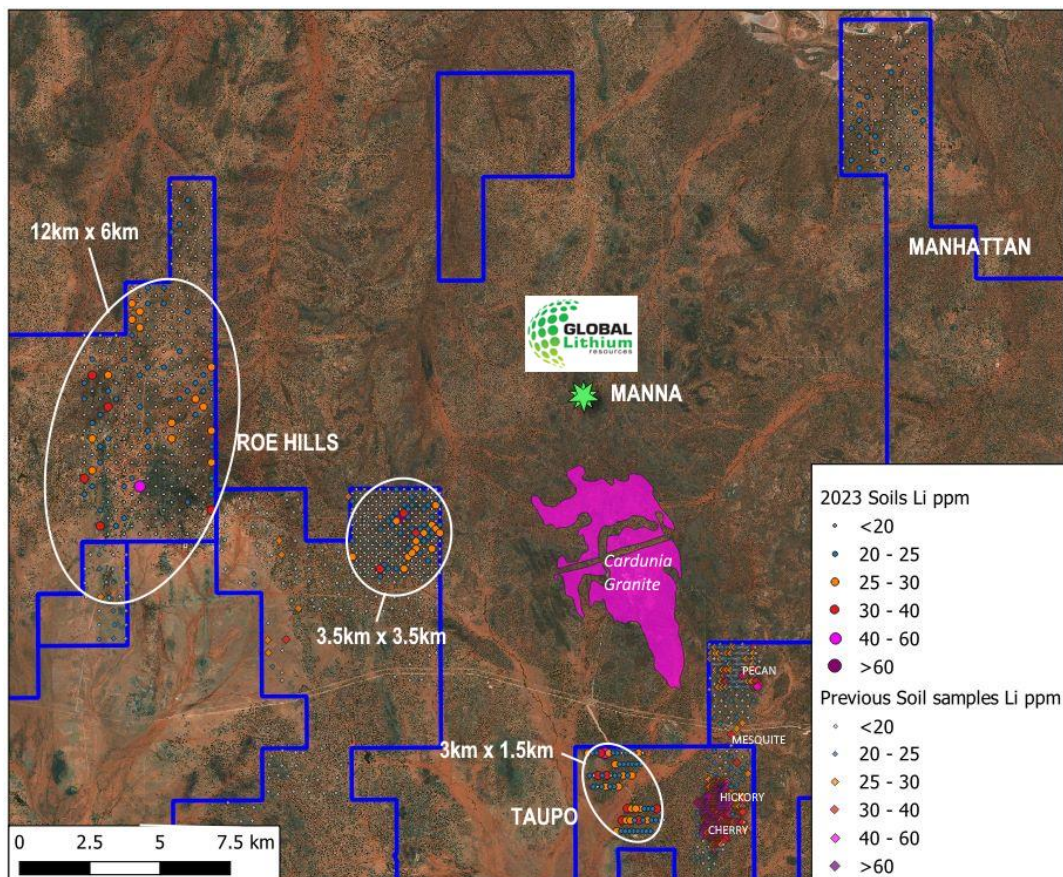 12km x 6km
MANHATTAN
GLOBAL
Lithium
resources
MANNA
ROE HILLS
Cardunia
Granite
3.5km x 3.5km
PECAN
MESQUITE
3km x 1.5km
HICKORY
TAUPO
CHERRY
0 2.5 5 7.5 km
2023 Soils Li ppm
<20
20 - 25
25 - 30
30 - 40
40 - 60
>60
Previous Soil samples Li ppm
<20
20 - 25
25 - 30
30 - 40
40 - 60
>60